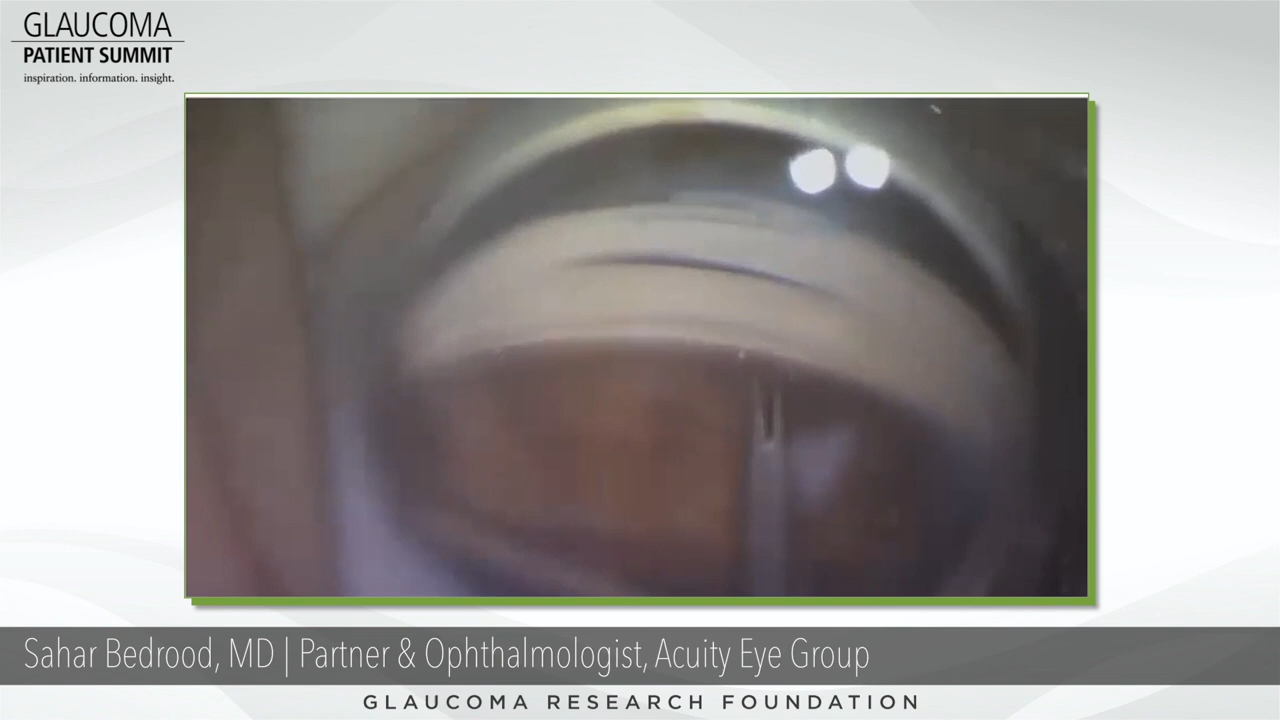 GLAUCOMA
PATIENT SUMMIT
inspiration. information. insight.
Sahar Bedrood, MD | Partner & Ophthalmologist, Acuity Eye Group
GLAUCOMA RESEARCH FOUNDATION